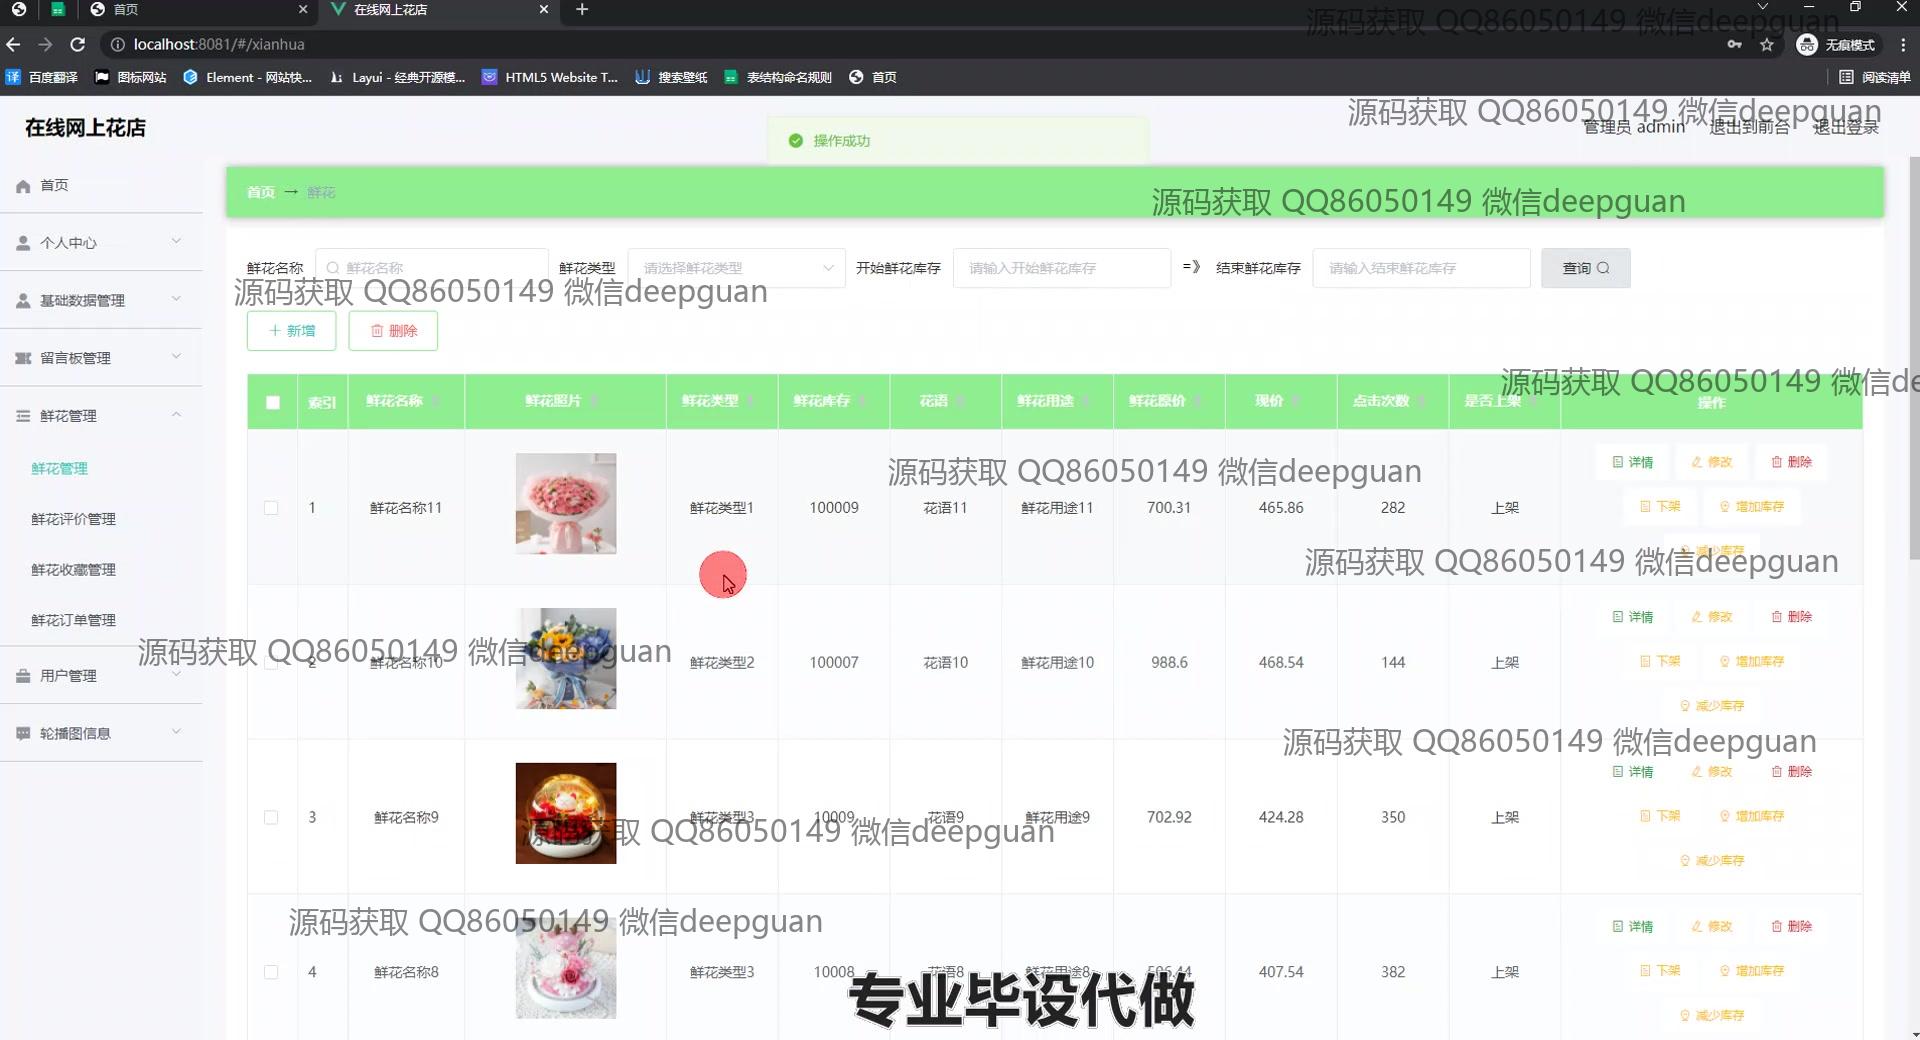 首页
在线网上花店
localhost:8081/#/xianhua
无痕模式
百度翻译 图标网站 Element - 网站快... Layui - 经典开源模... HTML5 Website T... 搜索壁纸 表结构命名规则 首页 阅读清单
源码获取 QQ86050149 微信deepguan
在线网上花店
操作成功
源码获取 QQ86050149 微信deepguan
管理员 admin 退出到前台 退出登录
首页
个人中心
基础数据管理
留言板管理
鲜花管理
鲜花管理
鲜花评价管理
鲜花收藏管理
鲜花订单管理
用户管理
轮播图信息
首页 → 鲜花
源码获取 QQ86050149 微信deepguan
鲜花名称 鲜花名称 鲜花类型 请选择鲜花类型 开始鲜花库存 请输入开始鲜花库存 =》 结束鲜花库存 请输入结束鲜花库存 查询
源码获取 QQ86050149 微信deepguan
新增 删除
源码获取 QQ86050149 微信de
索引 鲜花名称 鲜花照片 鲜花类型 鲜花库存 花语 鲜花用途 鲜花原价 现价 点击次数 是否上架 操作
源码获取 QQ86050149 微信deepguan
1 鲜花名称11 鲜花类型1 100009 花语11 鲜花用途11 700.31 465.86 282 上架
详情 修改 删除
下架 增加库存
减少库存
源码获取 QQ86050149 微信deepguan
2 鲜花名称10 鲜花类型2 100007 花语10 鲜花用途10 988.6 468.54 144 上架
详情 修改 删除
下架 增加库存
减少库存
源码获取 QQ86050149 微信deepguan
源码获取 QQ86050149 微信deepguan
3 鲜花名称9 鲜花类型3 10009 花语9 鲜花用途9 702.92 424.28 350 上架
详情 修改 删除
下架 增加库存
减少库存
源码获取 QQ86050149 微信deepguan
源码获取 QQ86050149 微信deepguan
4 鲜花名称8 鲜花类型3 10008 花语8 鲜花用途8 407.54 382 上架
详情 修改 删除
下架 增加库存
减少库存
专业毕设代做